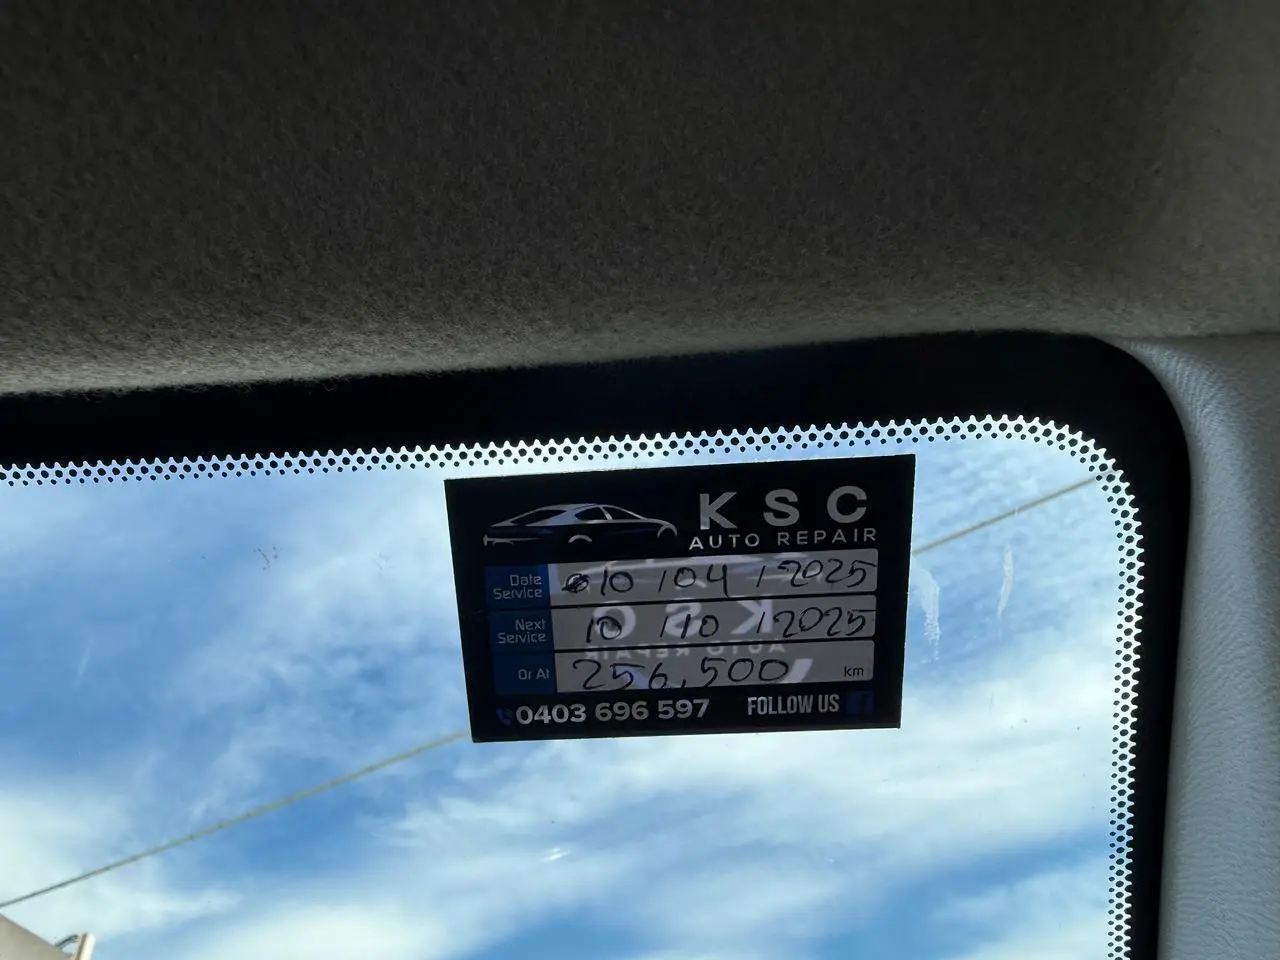 KSC
AUTO REPAIR
Date Service 10 / 04 / 2025
Next Service 10 / 10 / 2025
Or At 256,500 km
0403 696 597 FOLLOW US